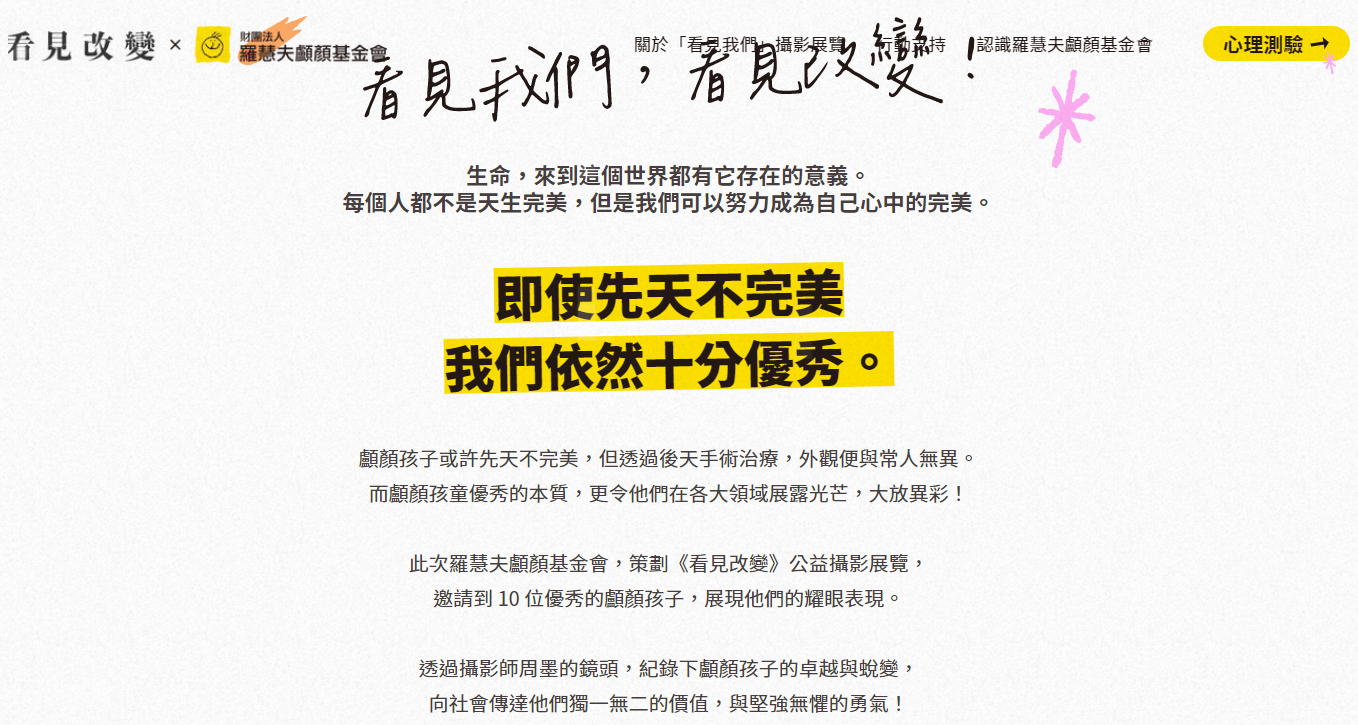 看見改變 × 財團法人
羅慧夫顱顏基金會
關於「看見我們」攝影展覽 行動支持 認識羅慧夫顱顏基金會 心理測驗 →
看見我們，看見改變！
生命，來到這個世界都有它存在的意義。
每個人都不是天生完美，但是我們可以努力成為自己心中的完美。
即使先天不完美
我們依然十分優秀。
顱顏孩子或許先天不完美，但透過後天手術治療，外觀便與常人無異。
而顱顏孩童優秀的本質，更令他們在各大領域展露光芒，大放異彩！
此次羅慧夫顱顏基金會，策劃《看見改變》公益攝影展覽，
邀請到 10 位優秀的顱顏孩子，展現他們的耀眼表現。
透過攝影師周墨的鏡頭，紀錄下顱顏孩子的卓越與蛻變，
向社會傳達他們獨一無二的價值，與堅強無懼的勇氣！